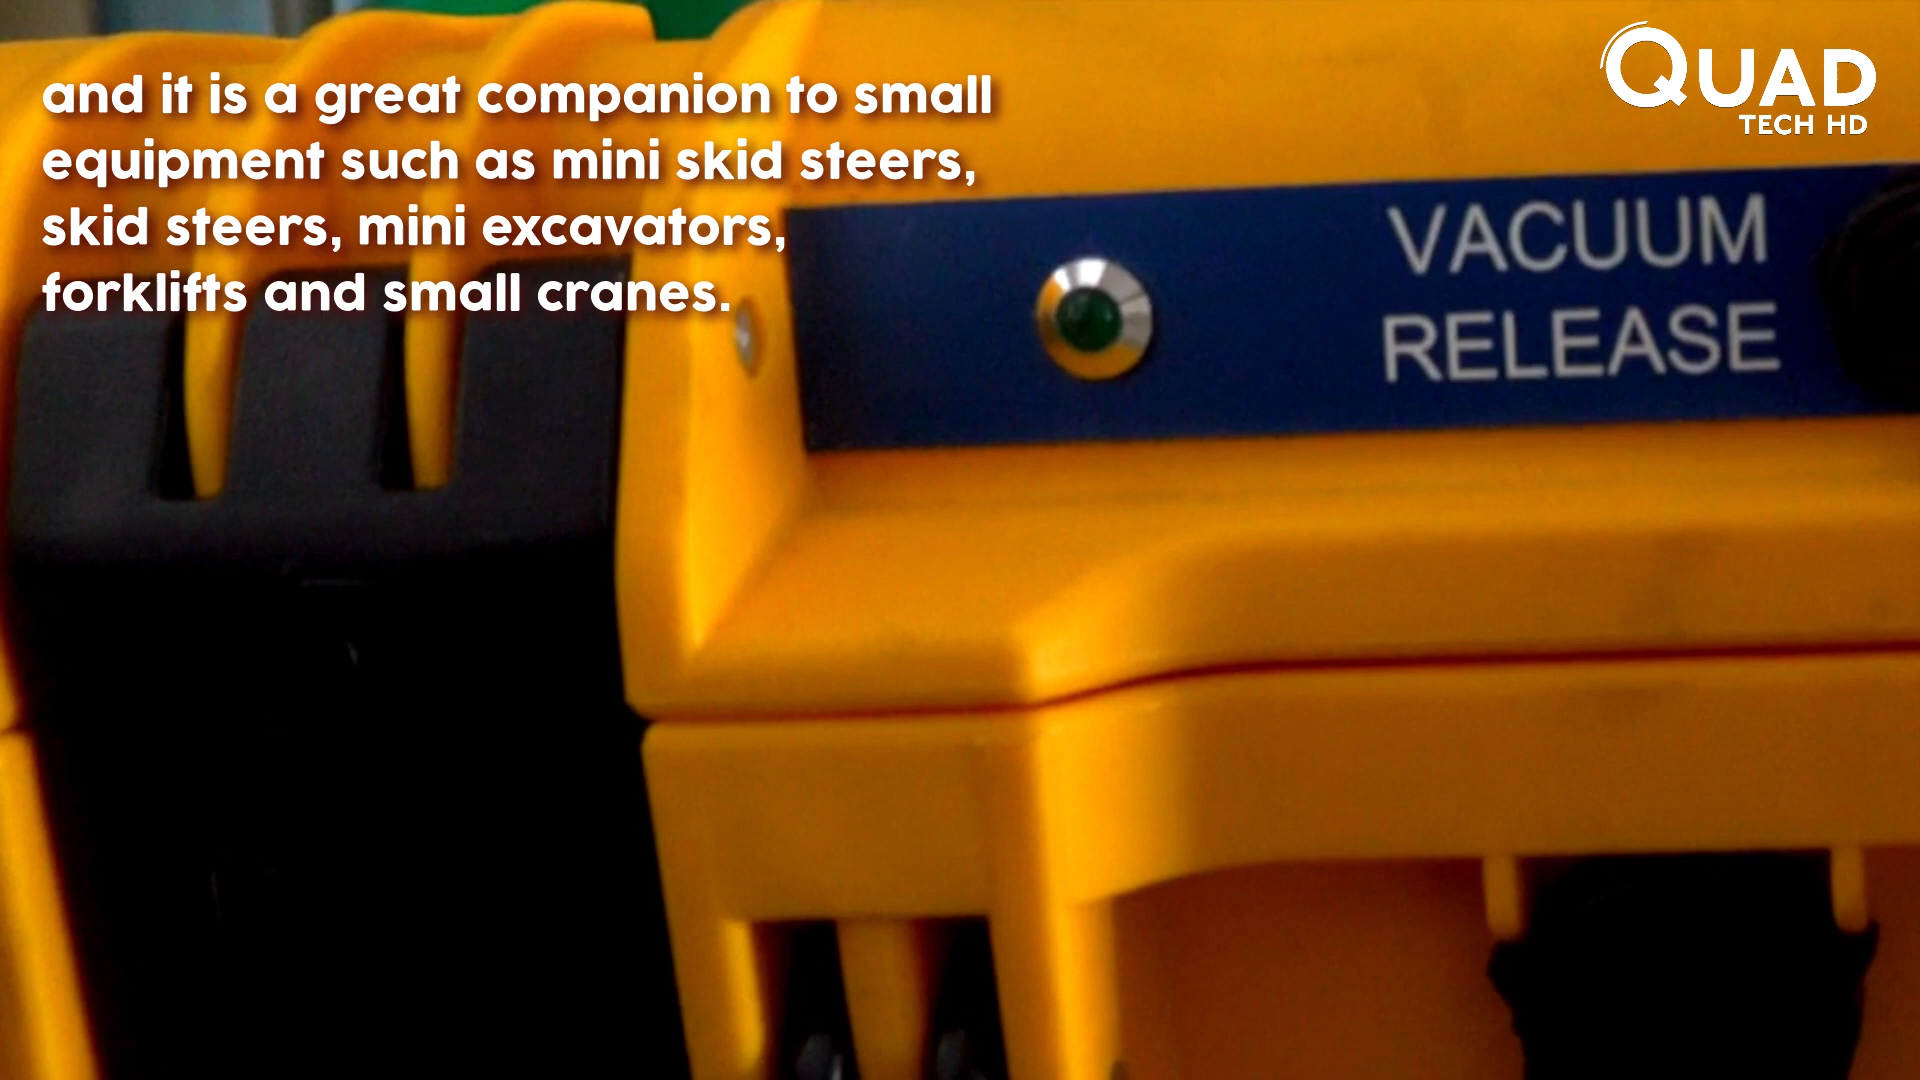 and it is a great companion to small
equipment such as mini skid steers,
skid steers, mini excavators,
forklifts and small cranes.
QUAD
TECH HD
VACUUM
RELEASE